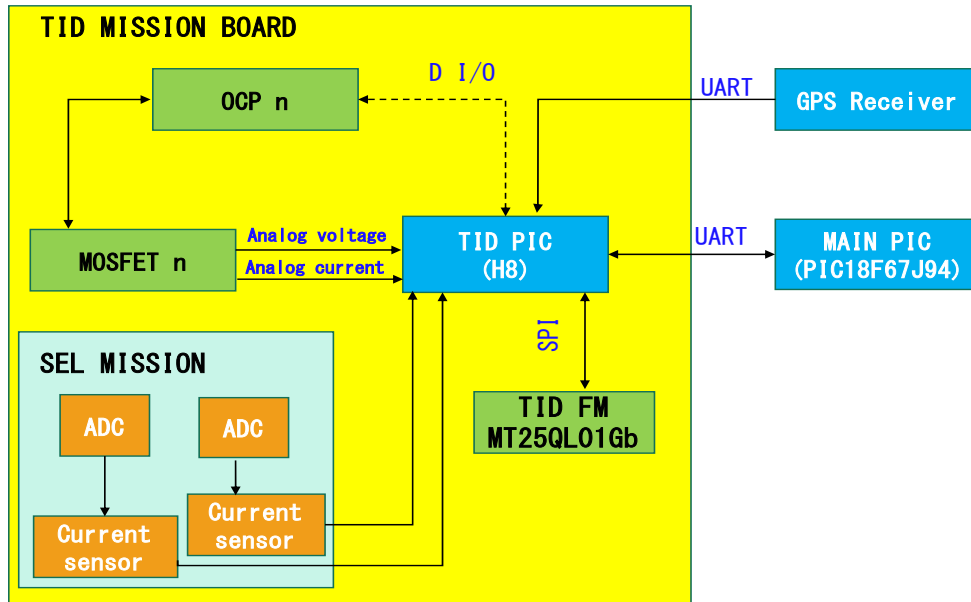 TID MISSION BOARD
D I/O
OCP n
UART
GPS Receiver
Analog voltage
MOSFET n
Analog current
TID PIC
(H8)
UART
MAIN PIC
(PIC18F67J94)
SPI
SEL MISSION
TID FM
MT25QL01Gb
ADC
ADC
Current
sensor
Current
sensor